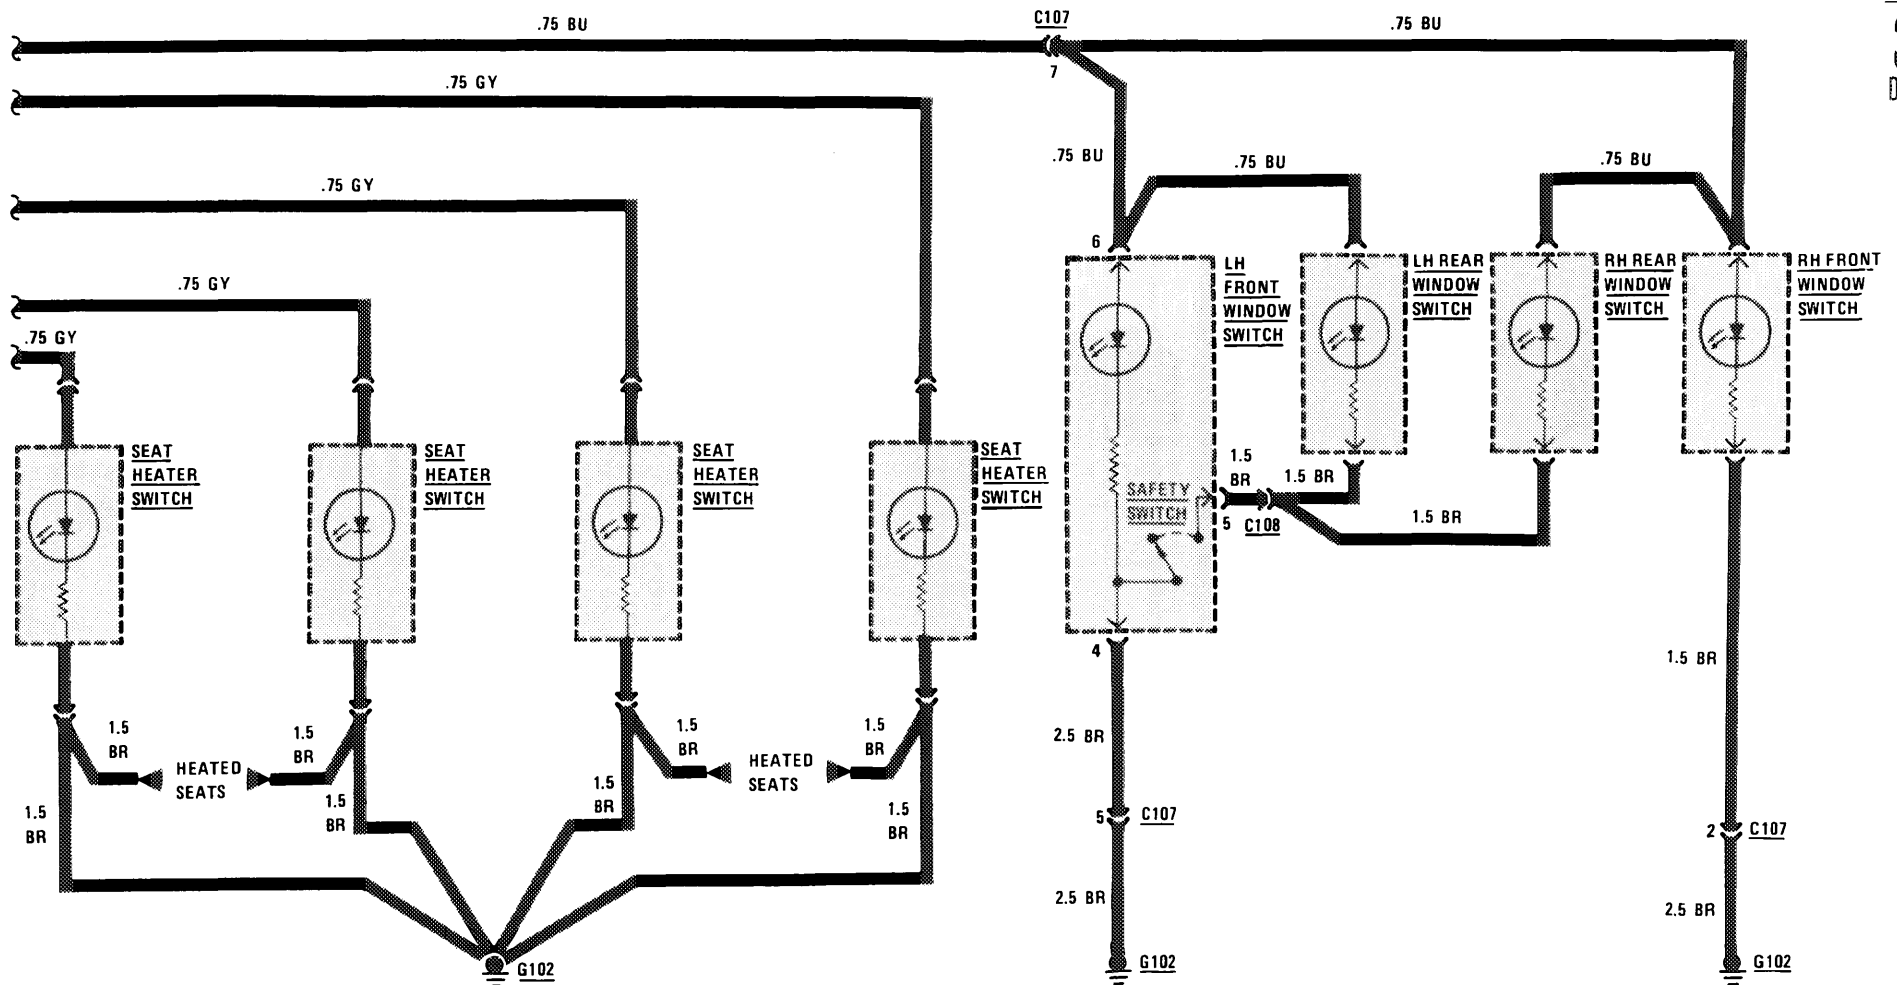 .75 BU
C107
.75 BU
7
.75 GY
.75 BU
.75 BU
.75 BU
.75 GY
6
.75 GY
.75 GY
LH
FRONT
WINDOW
SWITCH
LH REAR
WINDOW
SWITCH
RH REAR
WINDOW
SWITCH
RH FRONT
WINDOW
SWITCH
SEAT
HEATER
SWITCH
SEAT
HEATER
SWITCH
SEAT
HEATER
SWITCH
SEAT
HEATER
SWITCH
SAFETY
SWITCH
1.5
BR
1.5 BR
5
C108
1.5 BR
4
1.5 BR
1.5
BR
HEATED
SEATS
1.5
BR
1.5
BR
HEATED
SEATS
1.5
BR
2.5 BR
1.5
BR
1.5
BR
1.5
BR
1.5
BR
5
C107
2
C107
2.5 BR
2.5 BR
G102
G102
G102